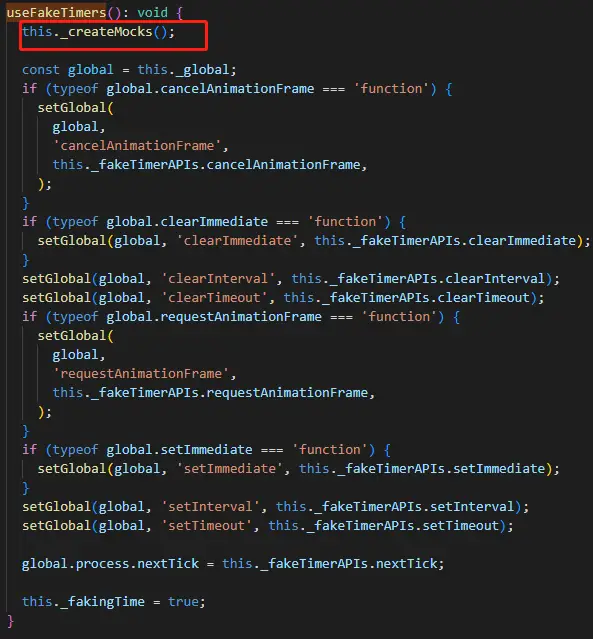 useFakeTimers(): void {
this._createMocks();
const global = this._global;
if (typeof global.cancelAnimationFrame === 'function') {
setGlobal(
global,
'cancelAnimationFrame',
this._fakeTimerAPIs.cancelAnimationFrame,
);
}
if (typeof global.clearImmediate === 'function') {
setGlobal(global, 'clearImmediate', this._fakeTimerAPIs.clearImmediate);
}
setGlobal(global, 'clearInterval', this._fakeTimerAPIs.clearInterval);
setGlobal(global, 'clearTimeout', this._fakeTimerAPIs.clearTimeout);
if (typeof global.requestAnimationFrame === 'function') {
setGlobal(
global,
'requestAnimationFrame',
this._fakeTimerAPIs.requestAnimationFrame,
);
}
if (typeof global.setImmediate === 'function') {
setGlobal(global, 'setImmediate', this._fakeTimerAPIs.setImmediate);
}
setGlobal(global, 'setInterval', this._fakeTimerAPIs.setInterval);
setGlobal(global, 'setTimeout', this._fakeTimerAPIs.setTimeout);
global.process.nextTick = this._fakeTimerAPIs.nextTick;
this._fakingTime = true;
}